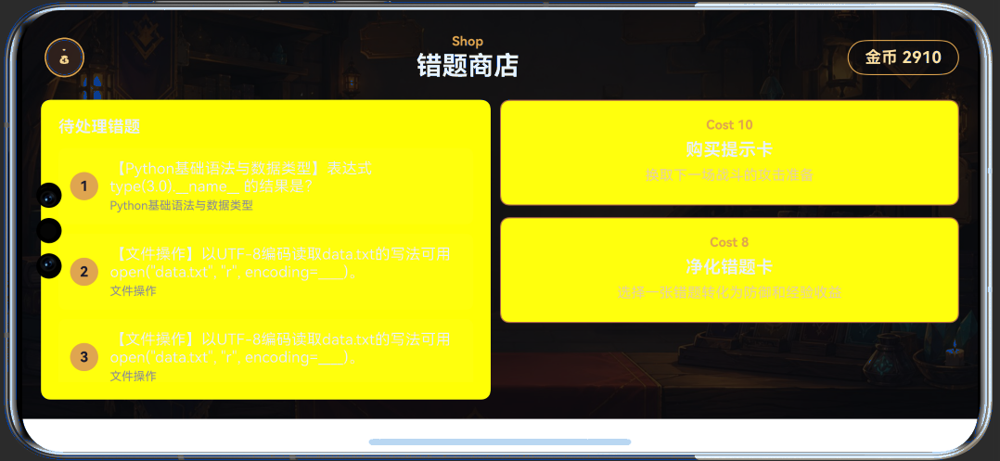 Shop
错题商店
金币 2910
待处理错题
1
【Python基础语法与数据类型】表达式
type(3.0).__name__ 的结果是?
Python基础语法与数据类型
2
【文件操作】以UTF-8编码读取data.txt的写法可用
open("data.txt", "r", encoding=____)。
文件操作
3
【文件操作】以UTF-8编码读取data.txt的写法可用
open("data.txt", "r", encoding=____)。
文件操作
Cost 10
购买提示卡
换取下一场战斗的攻击准备
Cost 8
净化错题卡
选择一张错题转化为防御和经验收益